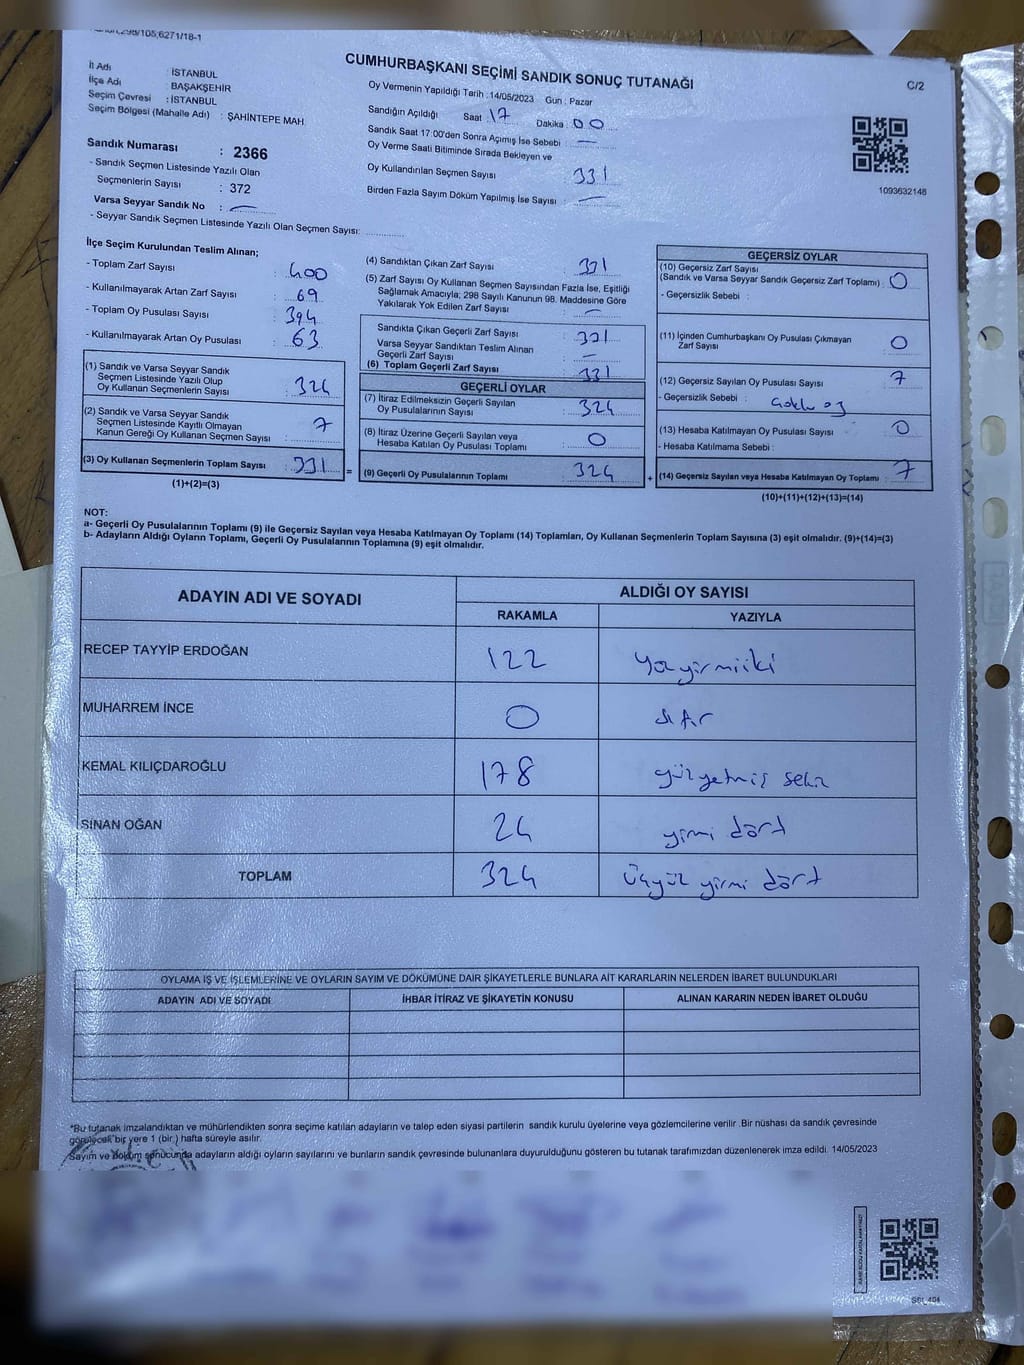 CUMHURBAŞKANI SEÇİMİ SANDIK SONUÇ TUTANAĞI
C/2
İl Adı : İSTANBUL
İlçe Adı : BAŞAKŞEHİR
Seçim Çevresi : İSTANBUL
Seçim Bölgesi (Mahalle Adı) : ŞAHİNTEPE MAH.
Oy Vermenin Yapıldığı Tarih : 14/05/2023 Gün : Pazar
Sandığın Açıldığı Saat 17 Dakika : 00
Sandık Saat 17:00'den Sonra Açımış İse Sebebi : —
Oy Verme Saati Bitiminde Sırada Bekleyen ve
Oy Kullandırılan Seçmen Sayısı : 331
Birden Fazla Sayım Döküm Yapılmış İse Sayısı : —
1093632148
Sandık Numarası : 2366
- Sandık Seçmen Listesinde Yazılı Olan
Seçmenlerin Sayısı : 372
Varsa Seyyar Sandık No : —
- Seyyar Sandık Seçmen Listesinde Yazılı Olan Seçmen Sayısı:
İlçe Seçim Kurulundan Teslim Alınan;
- Toplam Zarf Sayısı : 400
- Kullanılmayarak Artan Zarf Sayısı : 69
- Toplam Oy Pusulası Sayısı : 394
- Kullanılmayarak Artan Oy Pusulası : 63
(1) Sandık ve Varsa Seyyar Sandık
Seçmen Listesinde Yazılı Olup
Oy Kullanan Seçmenlerin Sayısı : 324
(2) Sandık ve Varsa Seyyar Sandık
Seçmen Listesinde Kayıtlı Olmayan
Kanun Gereği Oy Kullanan Seçmen Sayısı : 7
(3) Oy Kullanan Seçmenlerin Toplam Sayısı : 331 =
(1)+(2)=(3)
(4) Sandıktan Çıkan Zarf Sayısı : 331
(5) Zarf Sayısı Oy Kullanan Seçmen Sayısından Fazla İse, Eşitliği
Sağlamak Amacıyla; 298 Sayılı Kanunun 98. Maddesine Göre
Yakılarak Yok Edilen Zarf Sayısı : —
Sandıkta Çıkan Geçerli Zarf Sayısı : 331
Varsa Seyyar Sandıktan Teslim Alınan
Geçerli Zarf Sayısı : —
(6) Toplam Geçerli Zarf Sayısı : 331
GEÇERLİ OYLAR
(7) İtiraz Edilmeksizin Geçerli Sayılan
Oy Pusulalarının Sayısı : 324
(8) İtiraz Üzerine Geçerli Sayılan veya
Hesaba Katılan Oy Pusulası Toplamı : 0
(9) Geçerli Oy Pusulalarının Toplamı : 324 +
GEÇERSİZ OYLAR
(10) Geçersiz Zarf Sayısı
(Sandık ve Varsa Seyyar Sandık Geçersiz Zarf Toplamı) : 0
- Geçersizlik Sebebi :
(11) İçinden Cumhurbaşkanı Oy Pusulası Çıkmayan
Zarf Sayısı : 0
(12) Geçersiz Sayılan Oy Pusulası Sayısı : 7
- Geçersizlik Sebebi :
(13) Hesaba Katılmayan Oy Pusulası Sayısı : 0
- Hesaba Katılmama Sebebi :
(14) Geçersiz Sayılan veya Hesaba Katılmayan Oy Toplamı : 7
(10)+(11)+(12)+(13)=(14)
NOT:
a- Geçerli Oy Pusulalarının Toplamı (9) ile Geçersiz Sayılan veya Hesaba Katılmayan Oy Toplamı (14) Toplamları, Oy Kullanan Seçmenlerin Toplam Sayısına (3) eşit olmalıdır. (9)+(14)=(3)
b- Adayların Aldığı Oyların Toplamı, Geçerli Oy Pusulalarının Toplamına (9) eşit olmalıdır.
ADAYIN ADI VE SOYADI ALDIĞI OY SAYISI
RAKAMLA YAZIYLA
RECEP TAYYİP ERDOĞAN 122 yüzyirmiiki
MUHARREM İNCE 0 sıfır
KEMAL KILIÇDAROĞLU 178 yüzyetmiş sekiz
SİNAN OĞAN 24 yirmi dört
TOPLAM 324 üçyüz yirmi dört
OYLAMA İŞ VE İŞLEMLERİNE VE OYLARIN SAYIM VE DÖKÜMÜNE DAİR ŞİKAYETLERLE BUNLARA AİT KARARLARIN NELERDEN İBARET BULUNDUKLARI
ADAYIN ADI VE SOYADI İHBAR İTİRAZ VE ŞİKAYETİN KONUSU ALINAN KARARIN NEDEN İBARET OLDUĞU
*Bu tutanak imzalandıktan ve mühürlendikten sonra seçime katılan adayların ve talep eden siyasi partilerin sandık kurulu üyelerine veya gözlemcilerine verilir .Bir nüshası da sandık çevresinde
görülecek bir yere 1 (bir ) hafta süreyle asılır.
Sayım ve döküm sonucunda adayların aldığı oyların sayılarını ve bunların sandık çevresinde bulunanlara duyurulduğunu gösteren bu tutanak tarafımızdan düzenlenerek imza edildi. 14/05/2023